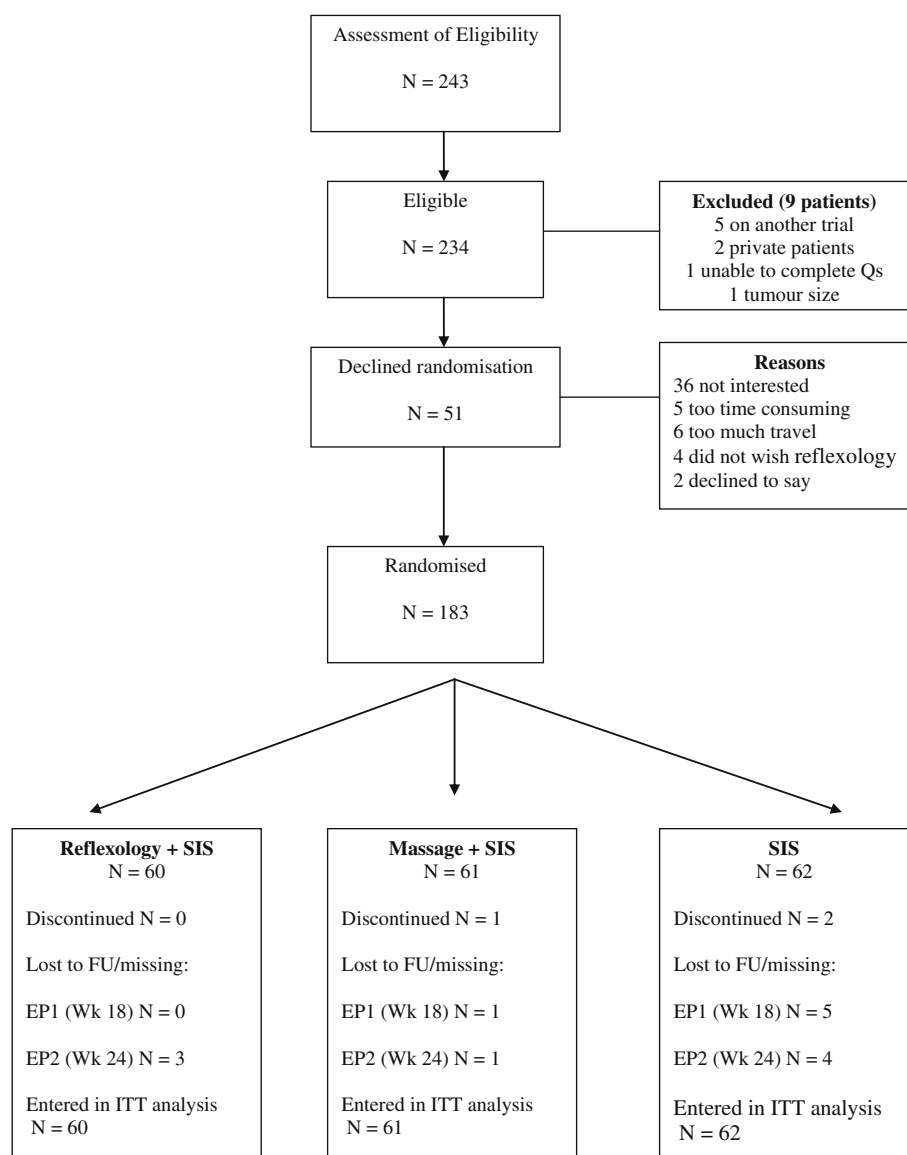 Assessment of Eligibility
N = 243
Eligible
N = 234
Excluded (9 patients)
5 on another trial
2 private patients
1 unable to complete Qs
1 tumour size
Declined randomisation
N = 51
Reasons
36 not interested
5 too time consuming
6 too much travel
4 did not wish reflexology
2 declined to say
Randomised
N = 183
Reflexology + SIS
N = 60
Discontinued N = 0
Lost to FU/missing:
EP1 (Wk 18) N = 0
EP2 (Wk 24) N = 3
Entered in ITT analysis
N = 60
Massage + SIS
N = 61
Discontinued N = 1
Lost to FU/missing:
EP1 (Wk 18) N = 1
EP2 (Wk 24) N = 1
Entered in ITT analysis
N = 61
SIS
N = 62
Discontinued N = 2
Lost to FU/missing:
EP1 (Wk 18) N = 5
EP2 (Wk 24) N = 4
Entered in ITT analysis
N = 62